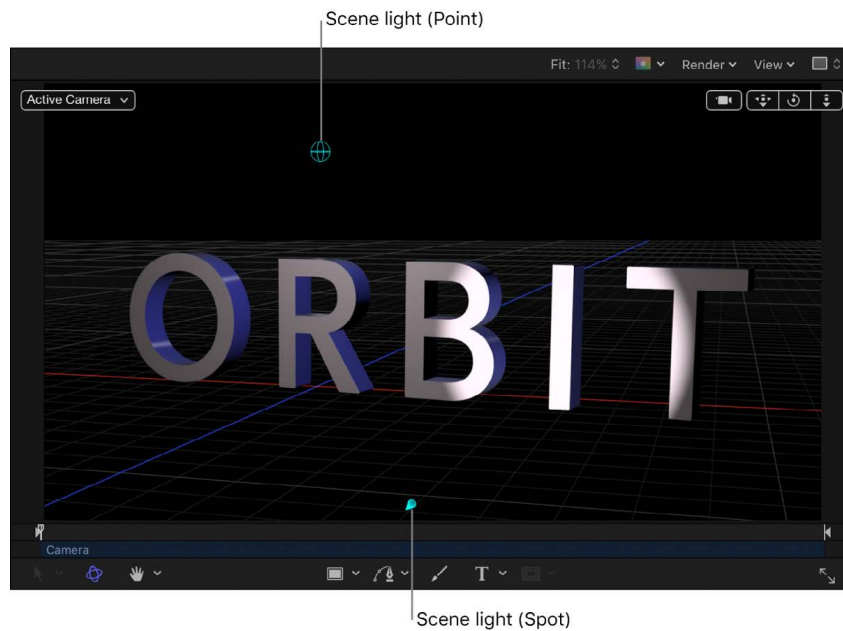 Scene light (Point)
Fit: 114% Render View
Active Camera
ORBIT
Camera
T
Scene light (Spot)